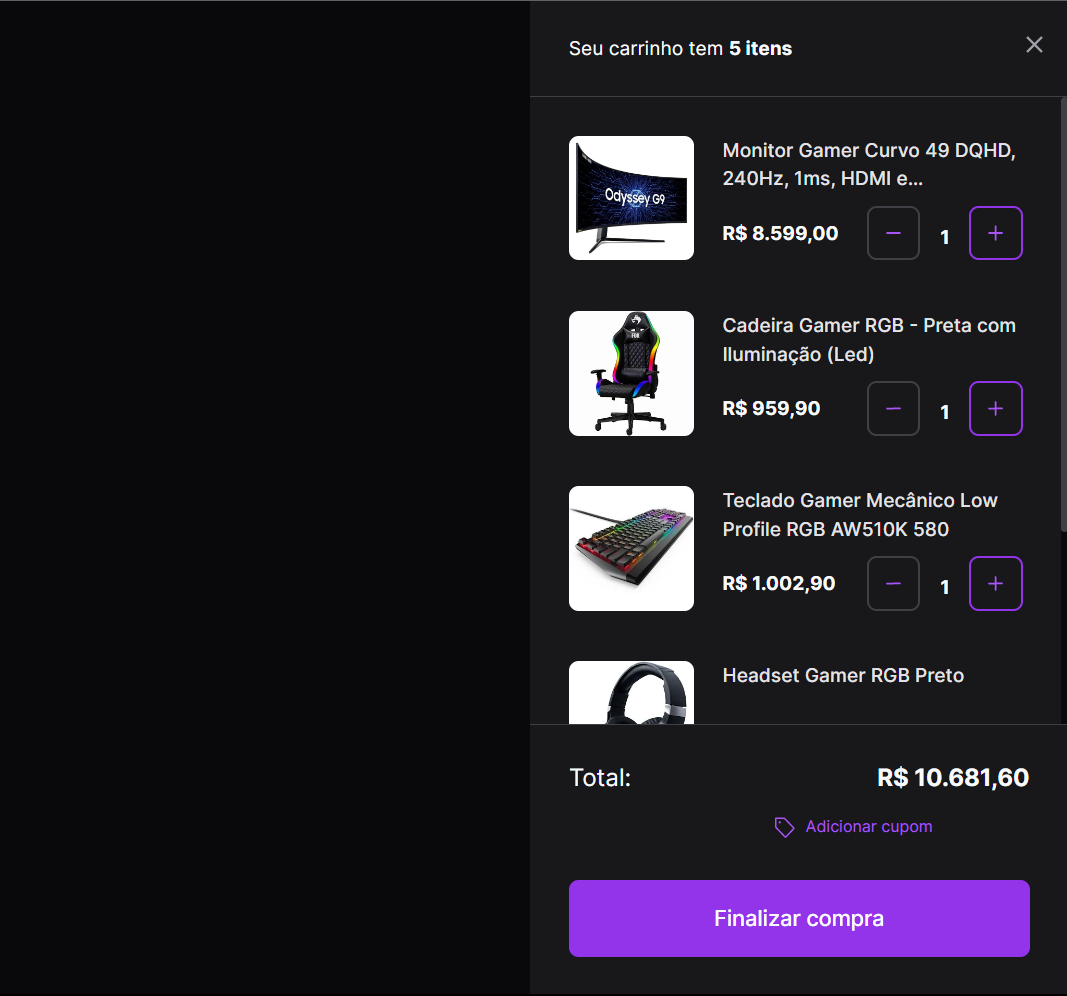 Seu carrinho tem 5 itens
Odyssey G9
Monitor Gamer Curvo 49 DQHD,
240Hz, 1ms, HDMI e...
R$ 8.599,00
1
FOX
Cadeira Gamer RGB - Preta com
Iluminação (Led)
R$ 959,90
1
Teclado Gamer Mecânico Low
Profile RGB AW510K 580
R$ 1.002,90
1
Headset Gamer RGB Preto
Total:
R$ 10.681,60
Adicionar cupom
Finalizar compra